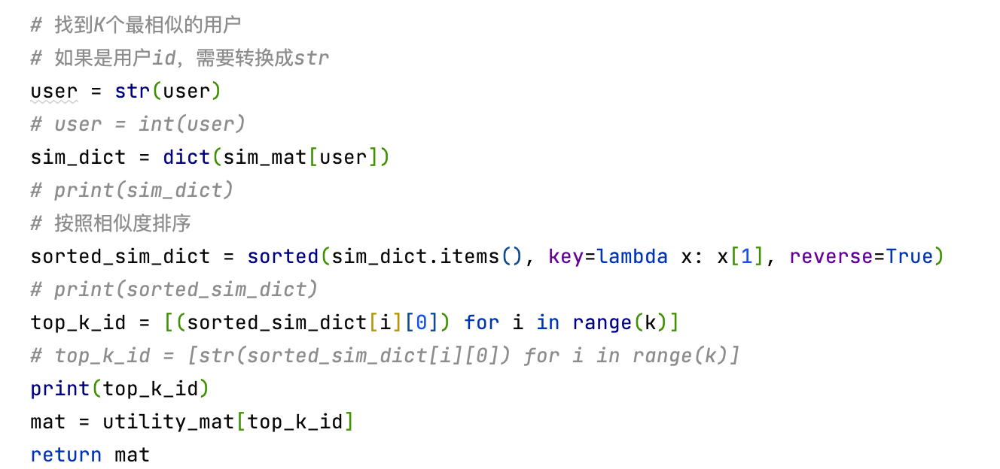 # 找到K个最相似的用户
# 如果是用户id，需要转换成str
user = str(user)
# user = int(user)
sim_dict = dict(sim_mat[user])
# print(sim_dict)
# 按照相似度排序
sorted_sim_dict = sorted(sim_dict.items(), key=lambda x: x[1], reverse=True)
# print(sorted_sim_dict)
top_k_id = [(sorted_sim_dict[i][0]) for i in range(k)]
# top_k_id = [str(sorted_sim_dict[i][0]) for i in range(k)]
print(top_k_id)
mat = utility_mat[top_k_id]
return mat